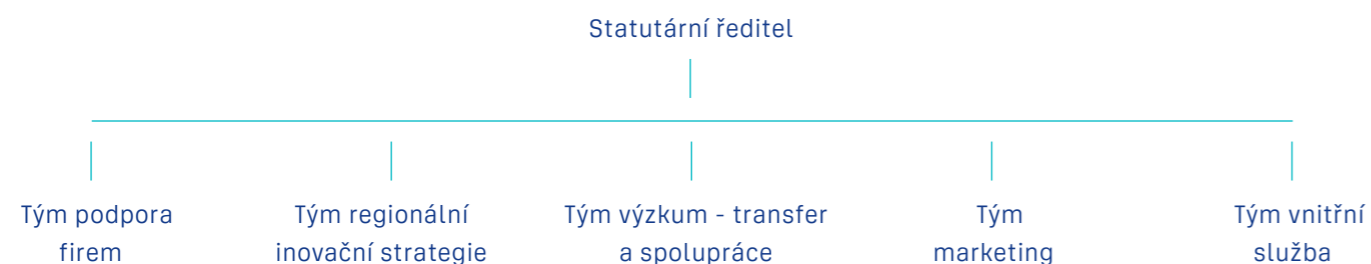 Statutární ředitel
Tým podpora
firem
Tým regionální
inovační strategie
Tým výzkum - transfer
a spolupráce
Tým
marketing
Tým vnitřní
služba